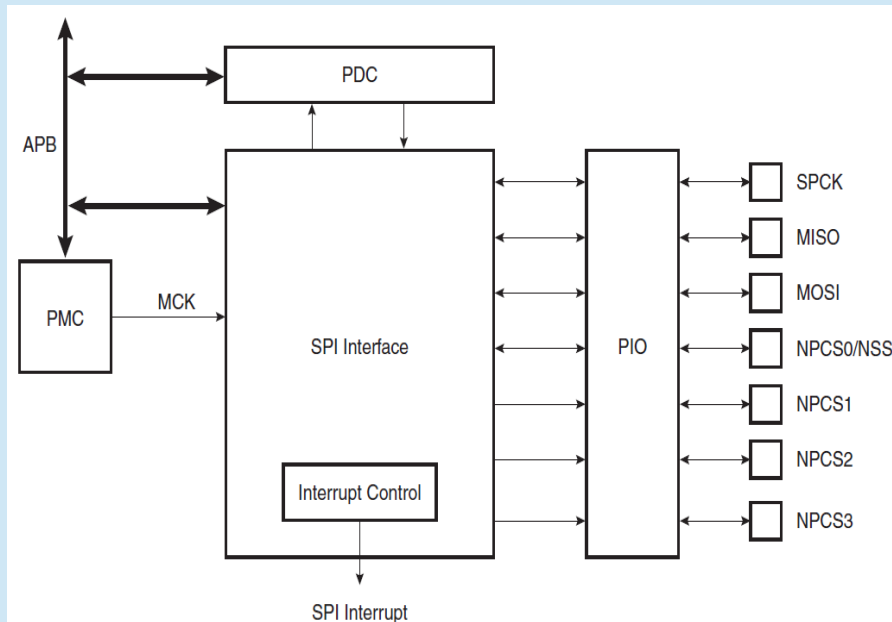 PDC
APB
SPCK
MISO
MCK
MOSI
PMC
SPI Interface
PIO
NPCS0/NSS
NPCS1
NPCS2
Interrupt Control
NPCS3
SPI Interrupt